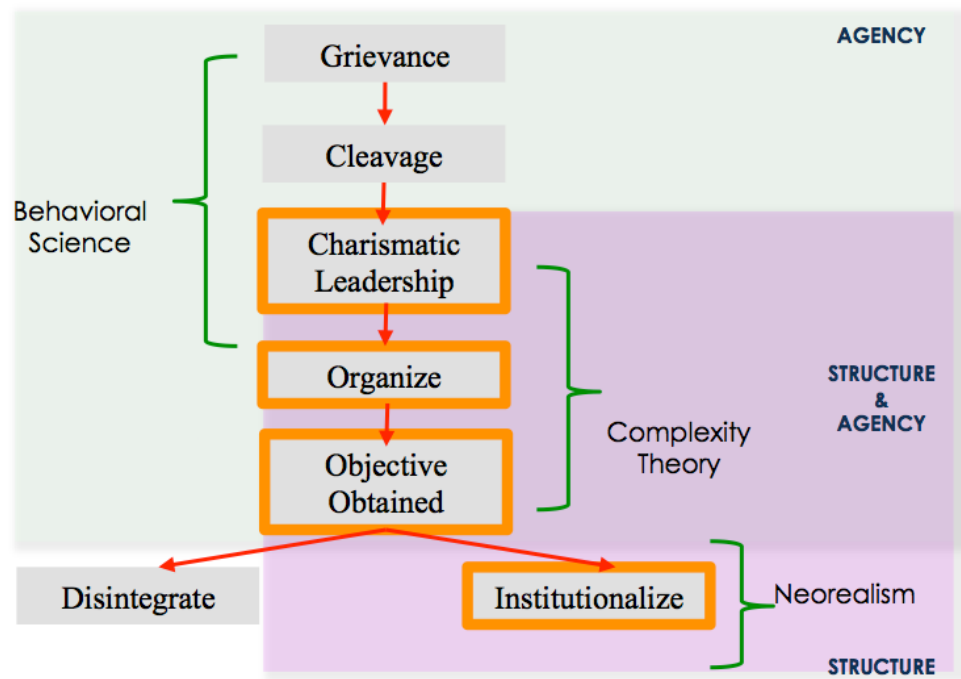 AGENCY
Grievance
Cleavage
Behavioral
Science
Charismatic
Leadership
Organize
STRUCTURE
&
AGENCY
Complexity
Theory
Objective
Obtained
Disintegrate
Institutionalize
Neorealism
STRUCTURE